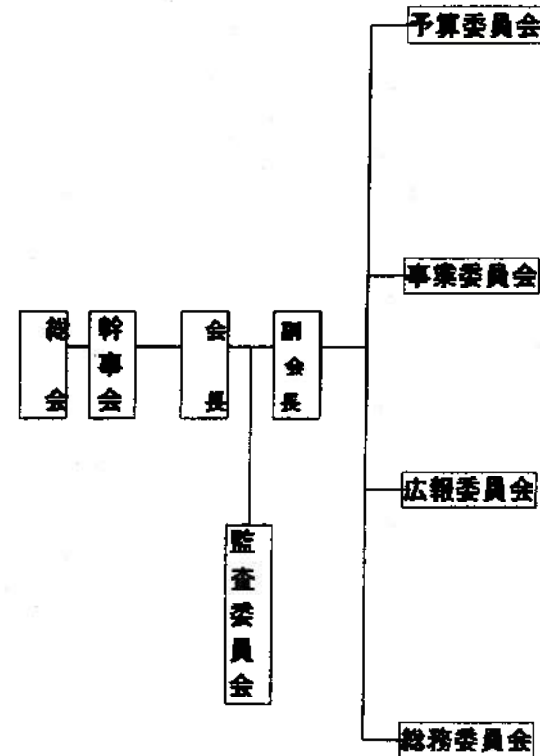 予算委員会
事業委員会
総会
幹事会
会長
副会長
広報委員会
監査委員会
総務委員会